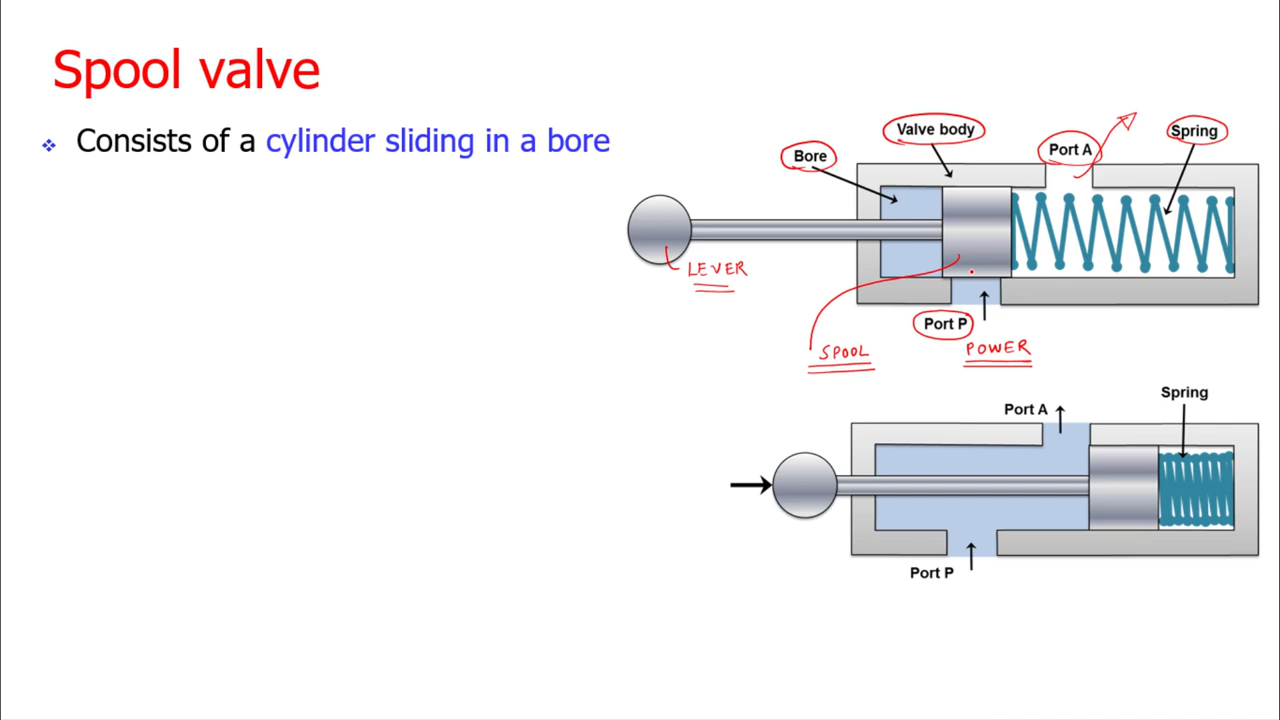 Spool valve
❖ Consists of a cylinder sliding in a bore
Valve body
Port A
Spring
Bore
LEVER
Port P
SPOOL
POWER
Spring
Port A
Port P